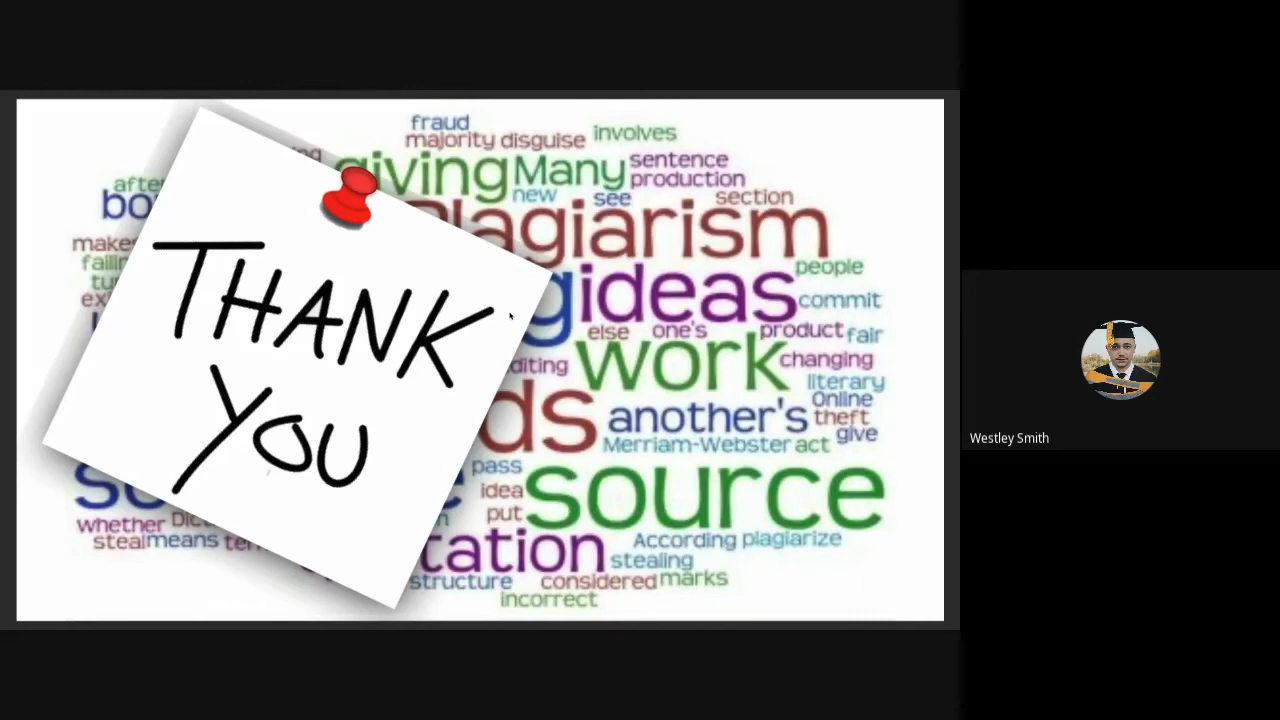 fraud
majority disguise involves
giving Many sentence
production
after new see section
Plagiarism
makes
ideas people
commit
else one's product fair
work changing
literary
Online
another's theft
Merriam-Webster act give
pass
idea source
put
whether
steal means
tation According plagiarize
stealing
structure considered marks
incorrect
THANK
YOU
Westley Smith